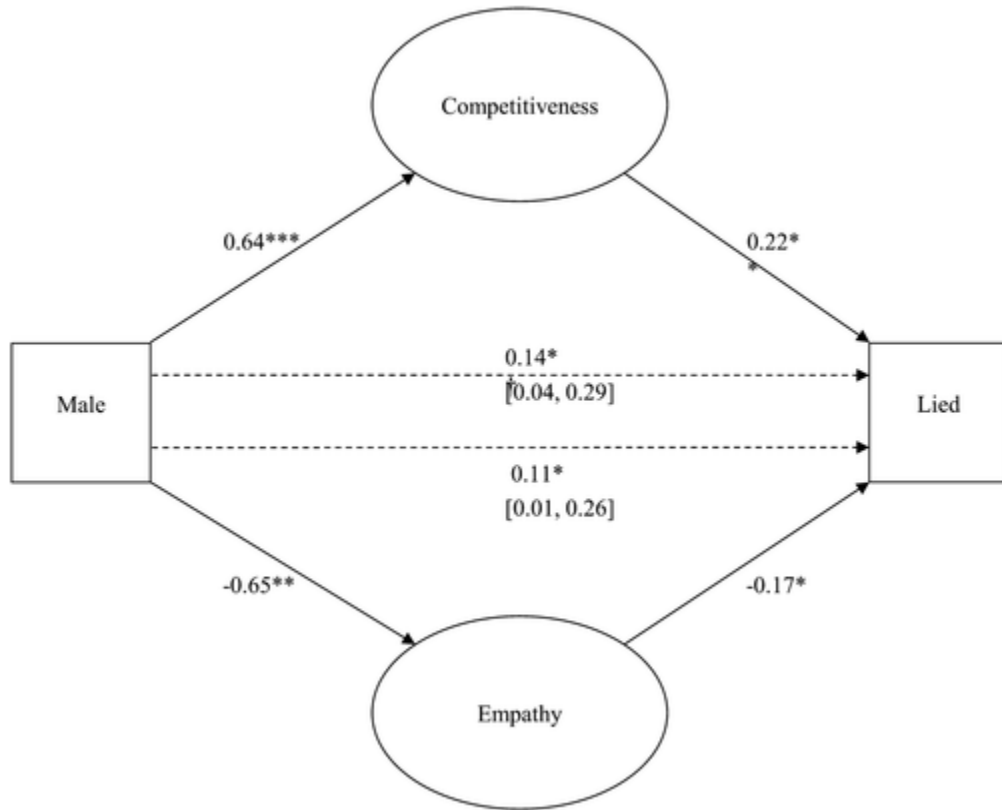 Competitiveness
0.64***
0.22*
*
0.14*
*
[0.04, 0.29]
Male
Lied
0.11*
[0.01, 0.26]
-0.65**
-0.17*
Empathy